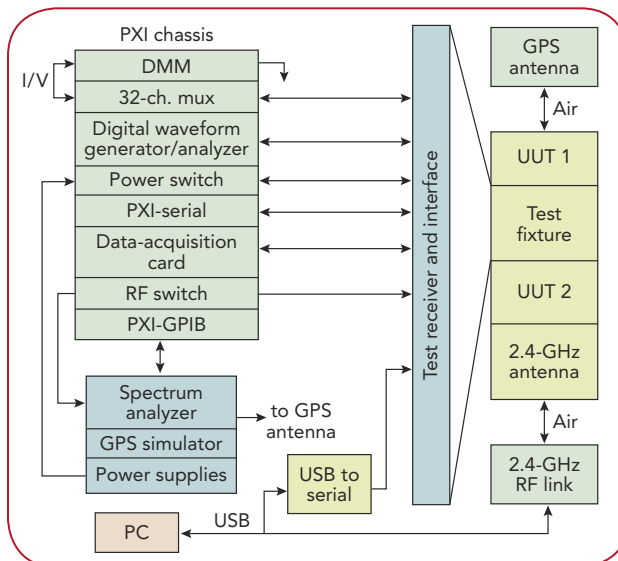 PXI chassis
I/V
DMM
32-ch. mux
Digital waveform
generator/analyzer
Power switch
PXI-serial
Data-acquisition
card
RF switch
PXI-GPIB
Spectrum
analyzer
GPS simulator
Power supplies
to GPS
antenna
USB to
serial
USB
PC
Test receiver and interface
GPS
antenna
Air
UUT 1
Test
fixture
UUT 2
2.4-GHz
antenna
Air
2.4-GHz
RF link